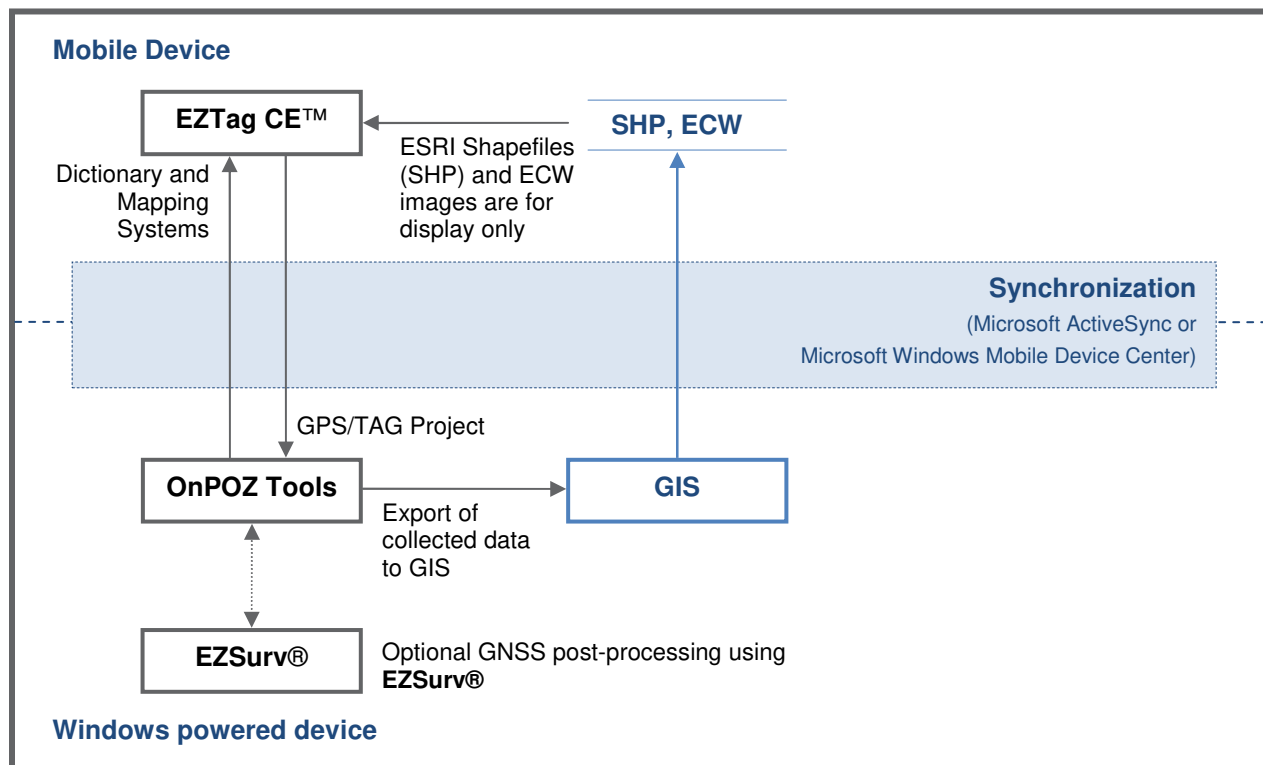 Mobile Device
EZTag CE™
SHP, ECW
Dictionary and
Mapping
Systems
ESRI Shapefiles
(SHP) and ECW
images are for
display only
Synchronization
(Microsoft ActiveSync or
Microsoft Windows Mobile Device Center)
GPS/TAG Project
OnPOZ Tools
GIS
Export of
collected data
to GIS
EZSurv®
Optional GNSS post-processing using
EZSurv®
Windows powered device